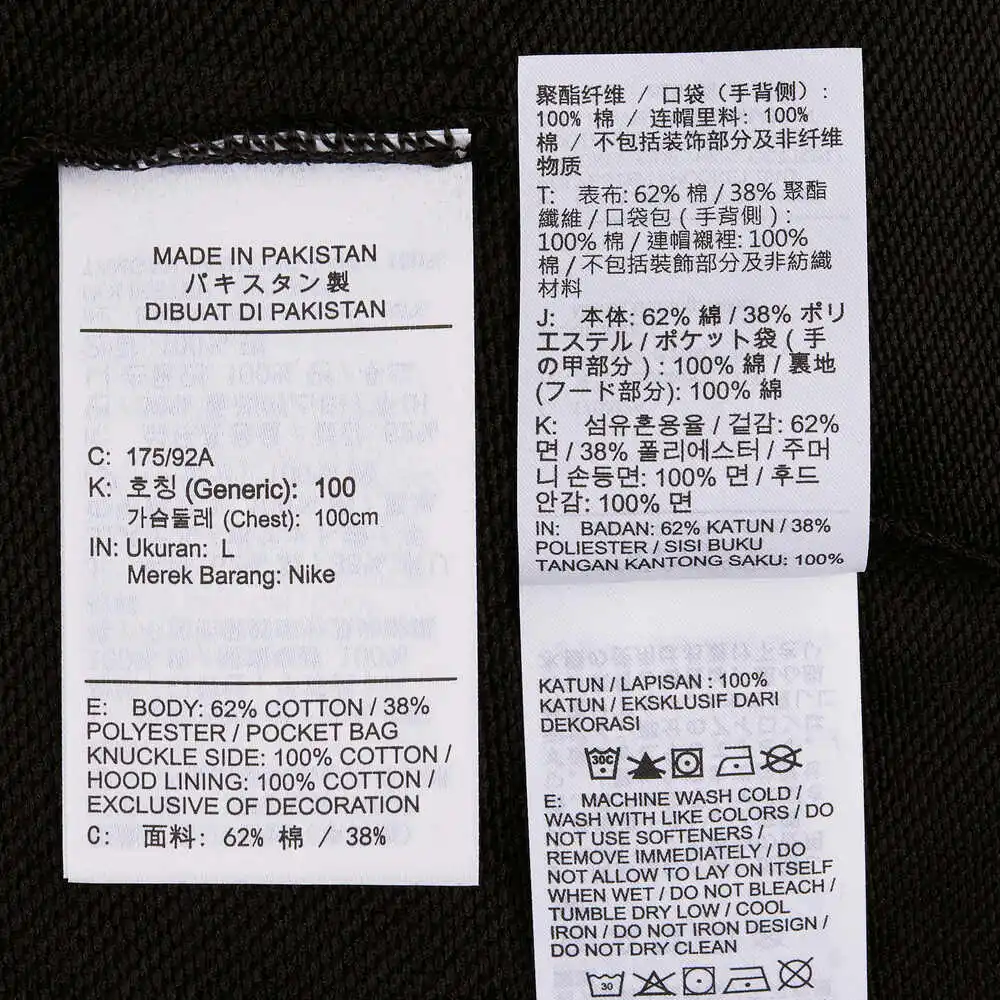 MADE IN PAKISTAN
パキスタン製
DIBUAT DI PAKISTAN
C: 175/92A
K: 호칭 (Generic): 100
가슴둘레 (Chest): 100cm
IN: Ukuran: L
Merek Barang: Nike
E: BODY: 62% COTTON / 38%
POLYESTER / POCKET BAG
KNUCKLE SIDE: 100% COTTON /
HOOD LINING: 100% COTTON /
EXCLUSIVE OF DECORATION
C: 面料: 62% 棉 / 38%
聚酯纤维 / 口袋（手背侧）:
100% 棉 / 连帽里料: 100%
棉 / 不包括装饰部分及非纤维
物质
T: 表布: 62% 棉 / 38% 聚酯
纖維 / 口袋包 ( 手背側 ) :
100% 棉 / 連帽襯裡: 100%
棉 / 不包括裝飾部分及非紡織
材料
J: 本体: 62% 綿 / 38% ポリ
エステル / ポケット袋 ( 手
の甲部分 ) : 100% 綿 / 裏地
(フード部分): 100% 綿
K: 섬유혼용율 / 겉감: 62%
면 / 38% 폴리에스터 / 주머
니 손등면: 100% 면 / 후드
안감: 100% 면
IN: BADAN: 62% KATUN / 38%
POLIESTER / SISI BUKU
TANGAN KANTONG SAKU: 100%
KATUN / LAPISAN : 100%
KATUN / EKSKLUSIF DARI
DEKORASI
30C
E: MACHINE WASH COLD /
WASH WITH LIKE COLORS / DO
NOT USE SOFTENERS /
REMOVE IMMEDIATELY / DO
NOT ALLOW TO LAY ON ITSELF
WHEN WET / DO NOT BLEACH /
TUMBLE DRY LOW / COOL
IRON / DO NOT IRON DESIGN /
DO NOT DRY CLEAN
30